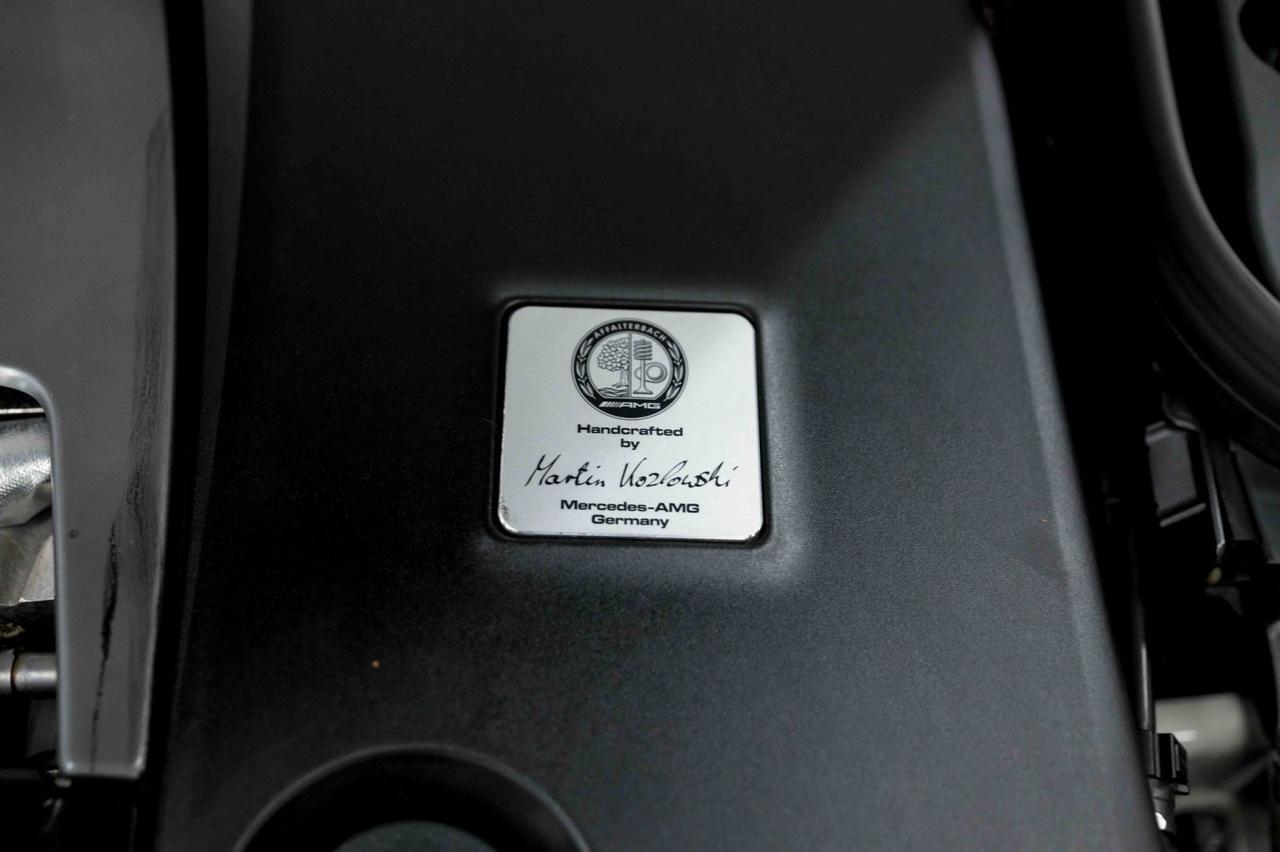 AFFALTERBACH
AMG
Handcrafted
by
Martin Kozlowski
Mercedes-AMG
Germany